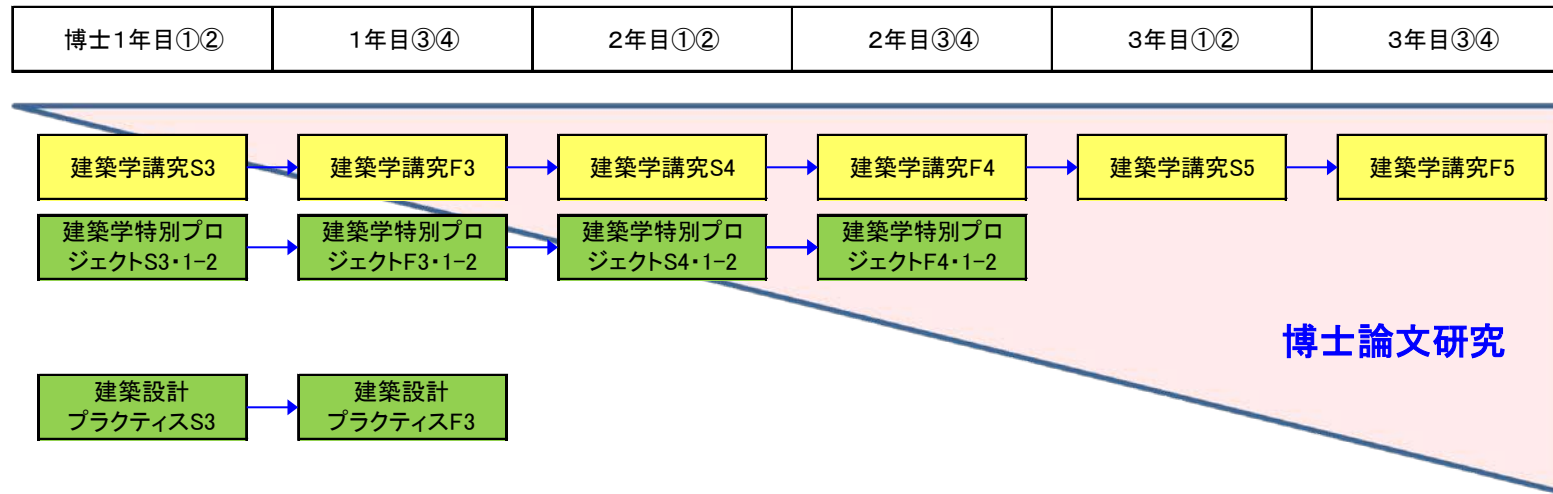 博士1年目①②
1年目③④
2年目①②
2年目③④
3年目①②
3年目③④
建築学講究S3
建築学講究F3
建築学講究S4
建築学講究F4
建築学講究S5
建築学講究F5
建築学特別プロ
ジェクトS3・1-2
建築学特別プロ
ジェクトF3・1-2
建築学特別プロ
ジェクトS4・1-2
建築学特別プロ
ジェクトF4・1-2
博士論文研究
建築設計
プラクティスS3
建築設計
プラクティスF3